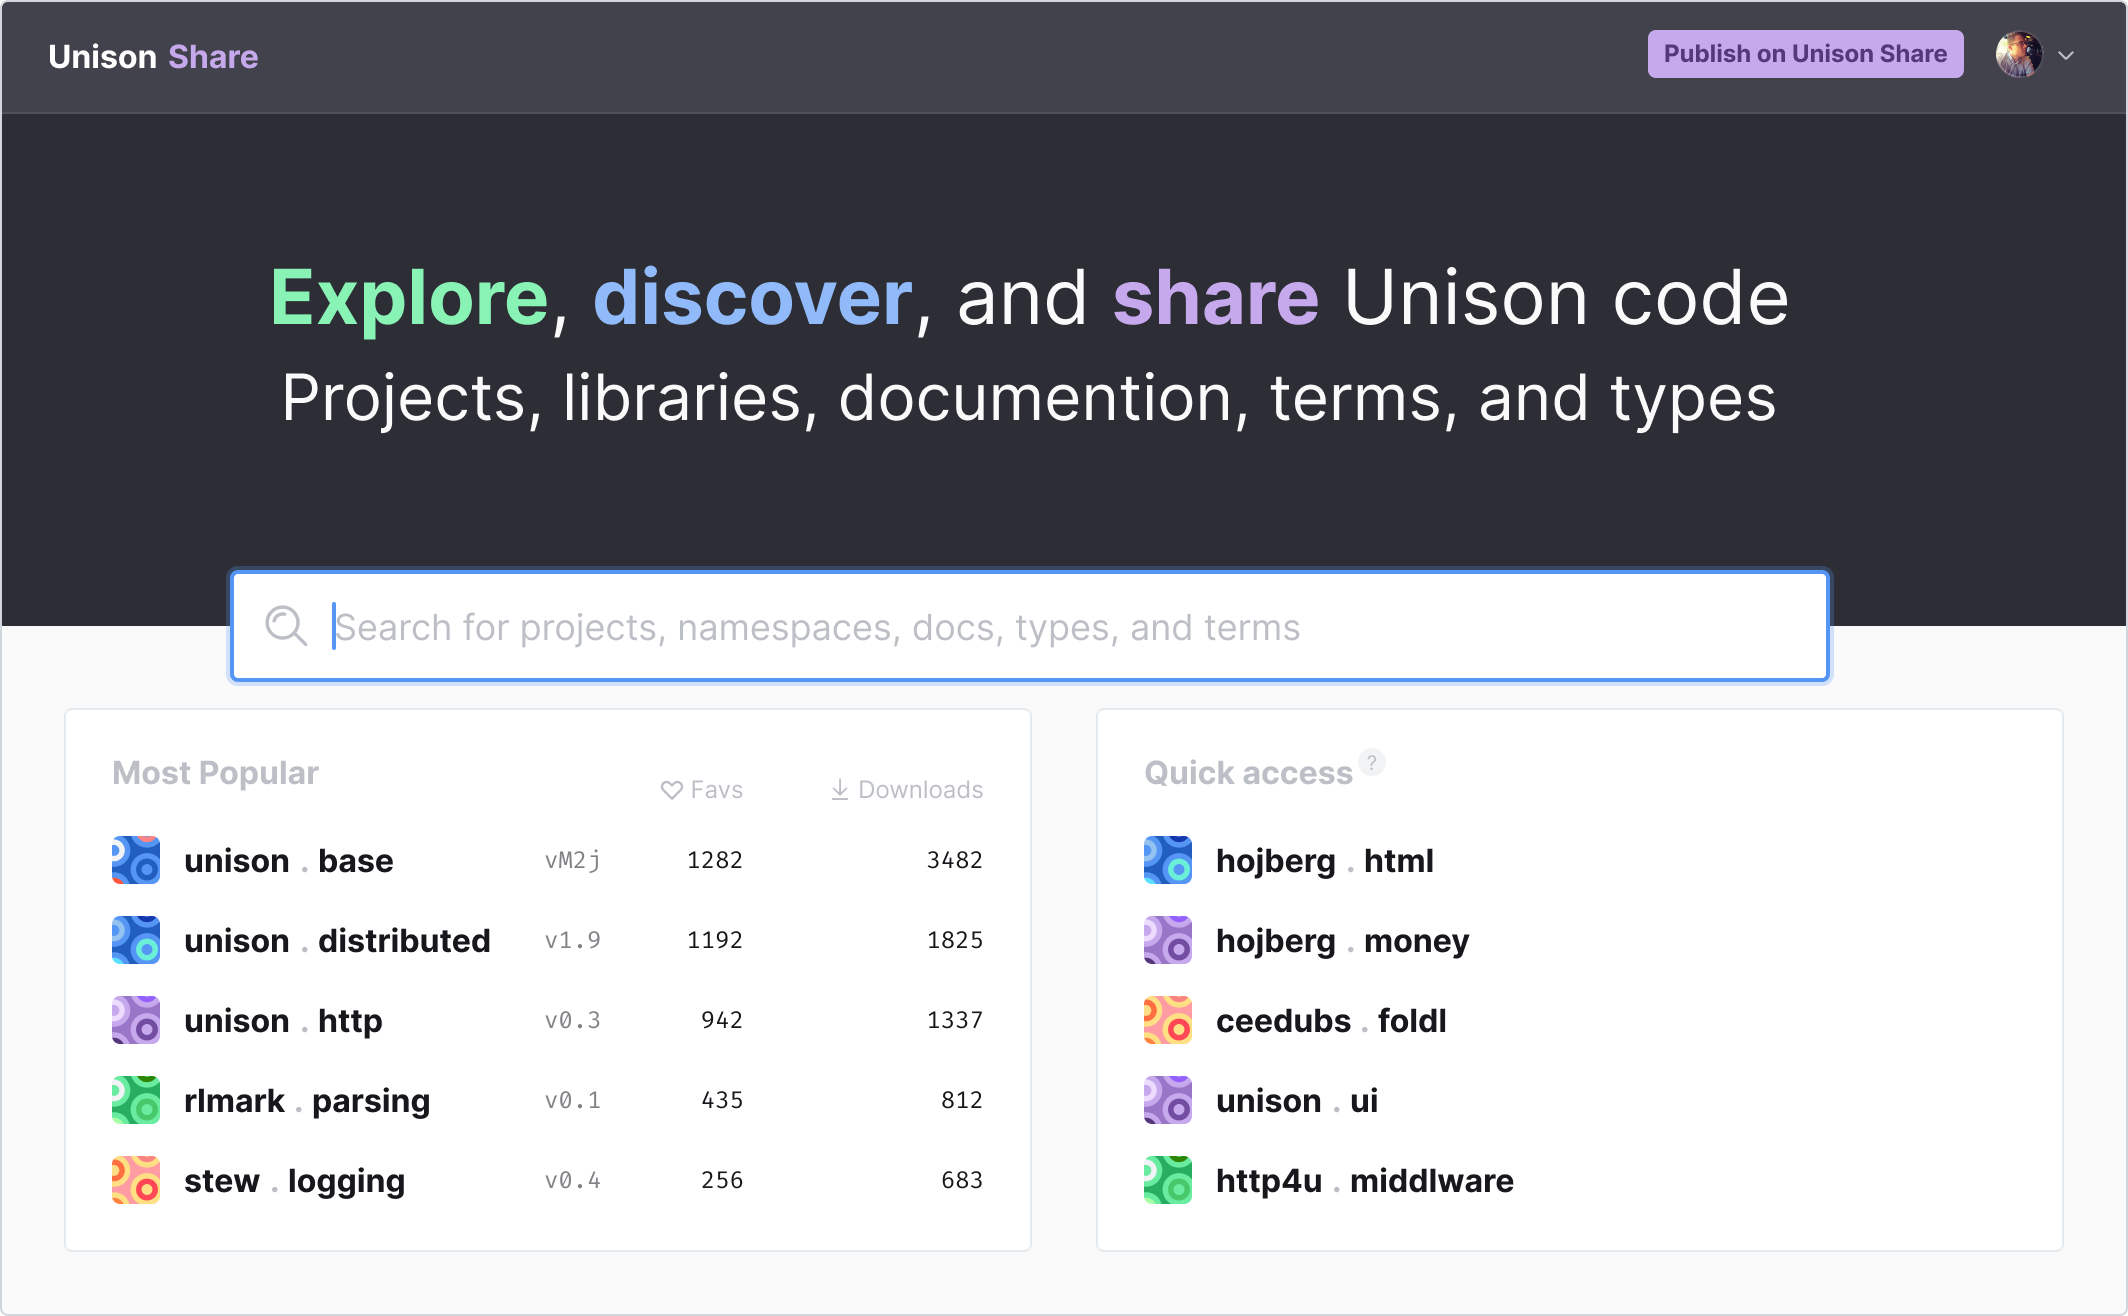 Unison Share
Publish on Unison Share
Explore, discover, and share Unison code
Projects, libraries, documention, terms, and types
Search for projects, namespaces, docs, types, and terms
Most Popular
Favs
Downloads
unison . base vM2j 1282 3482
unison . distributed v1.9 1192 1825
unison . http v0.3 942 1337
rlmark . parsing v0.1 435 812
stew . logging v0.4 256 683
Quick access ?
hojberg . html
hojberg . money
ceedubs . foldl
unison . ui
http4u . middlware